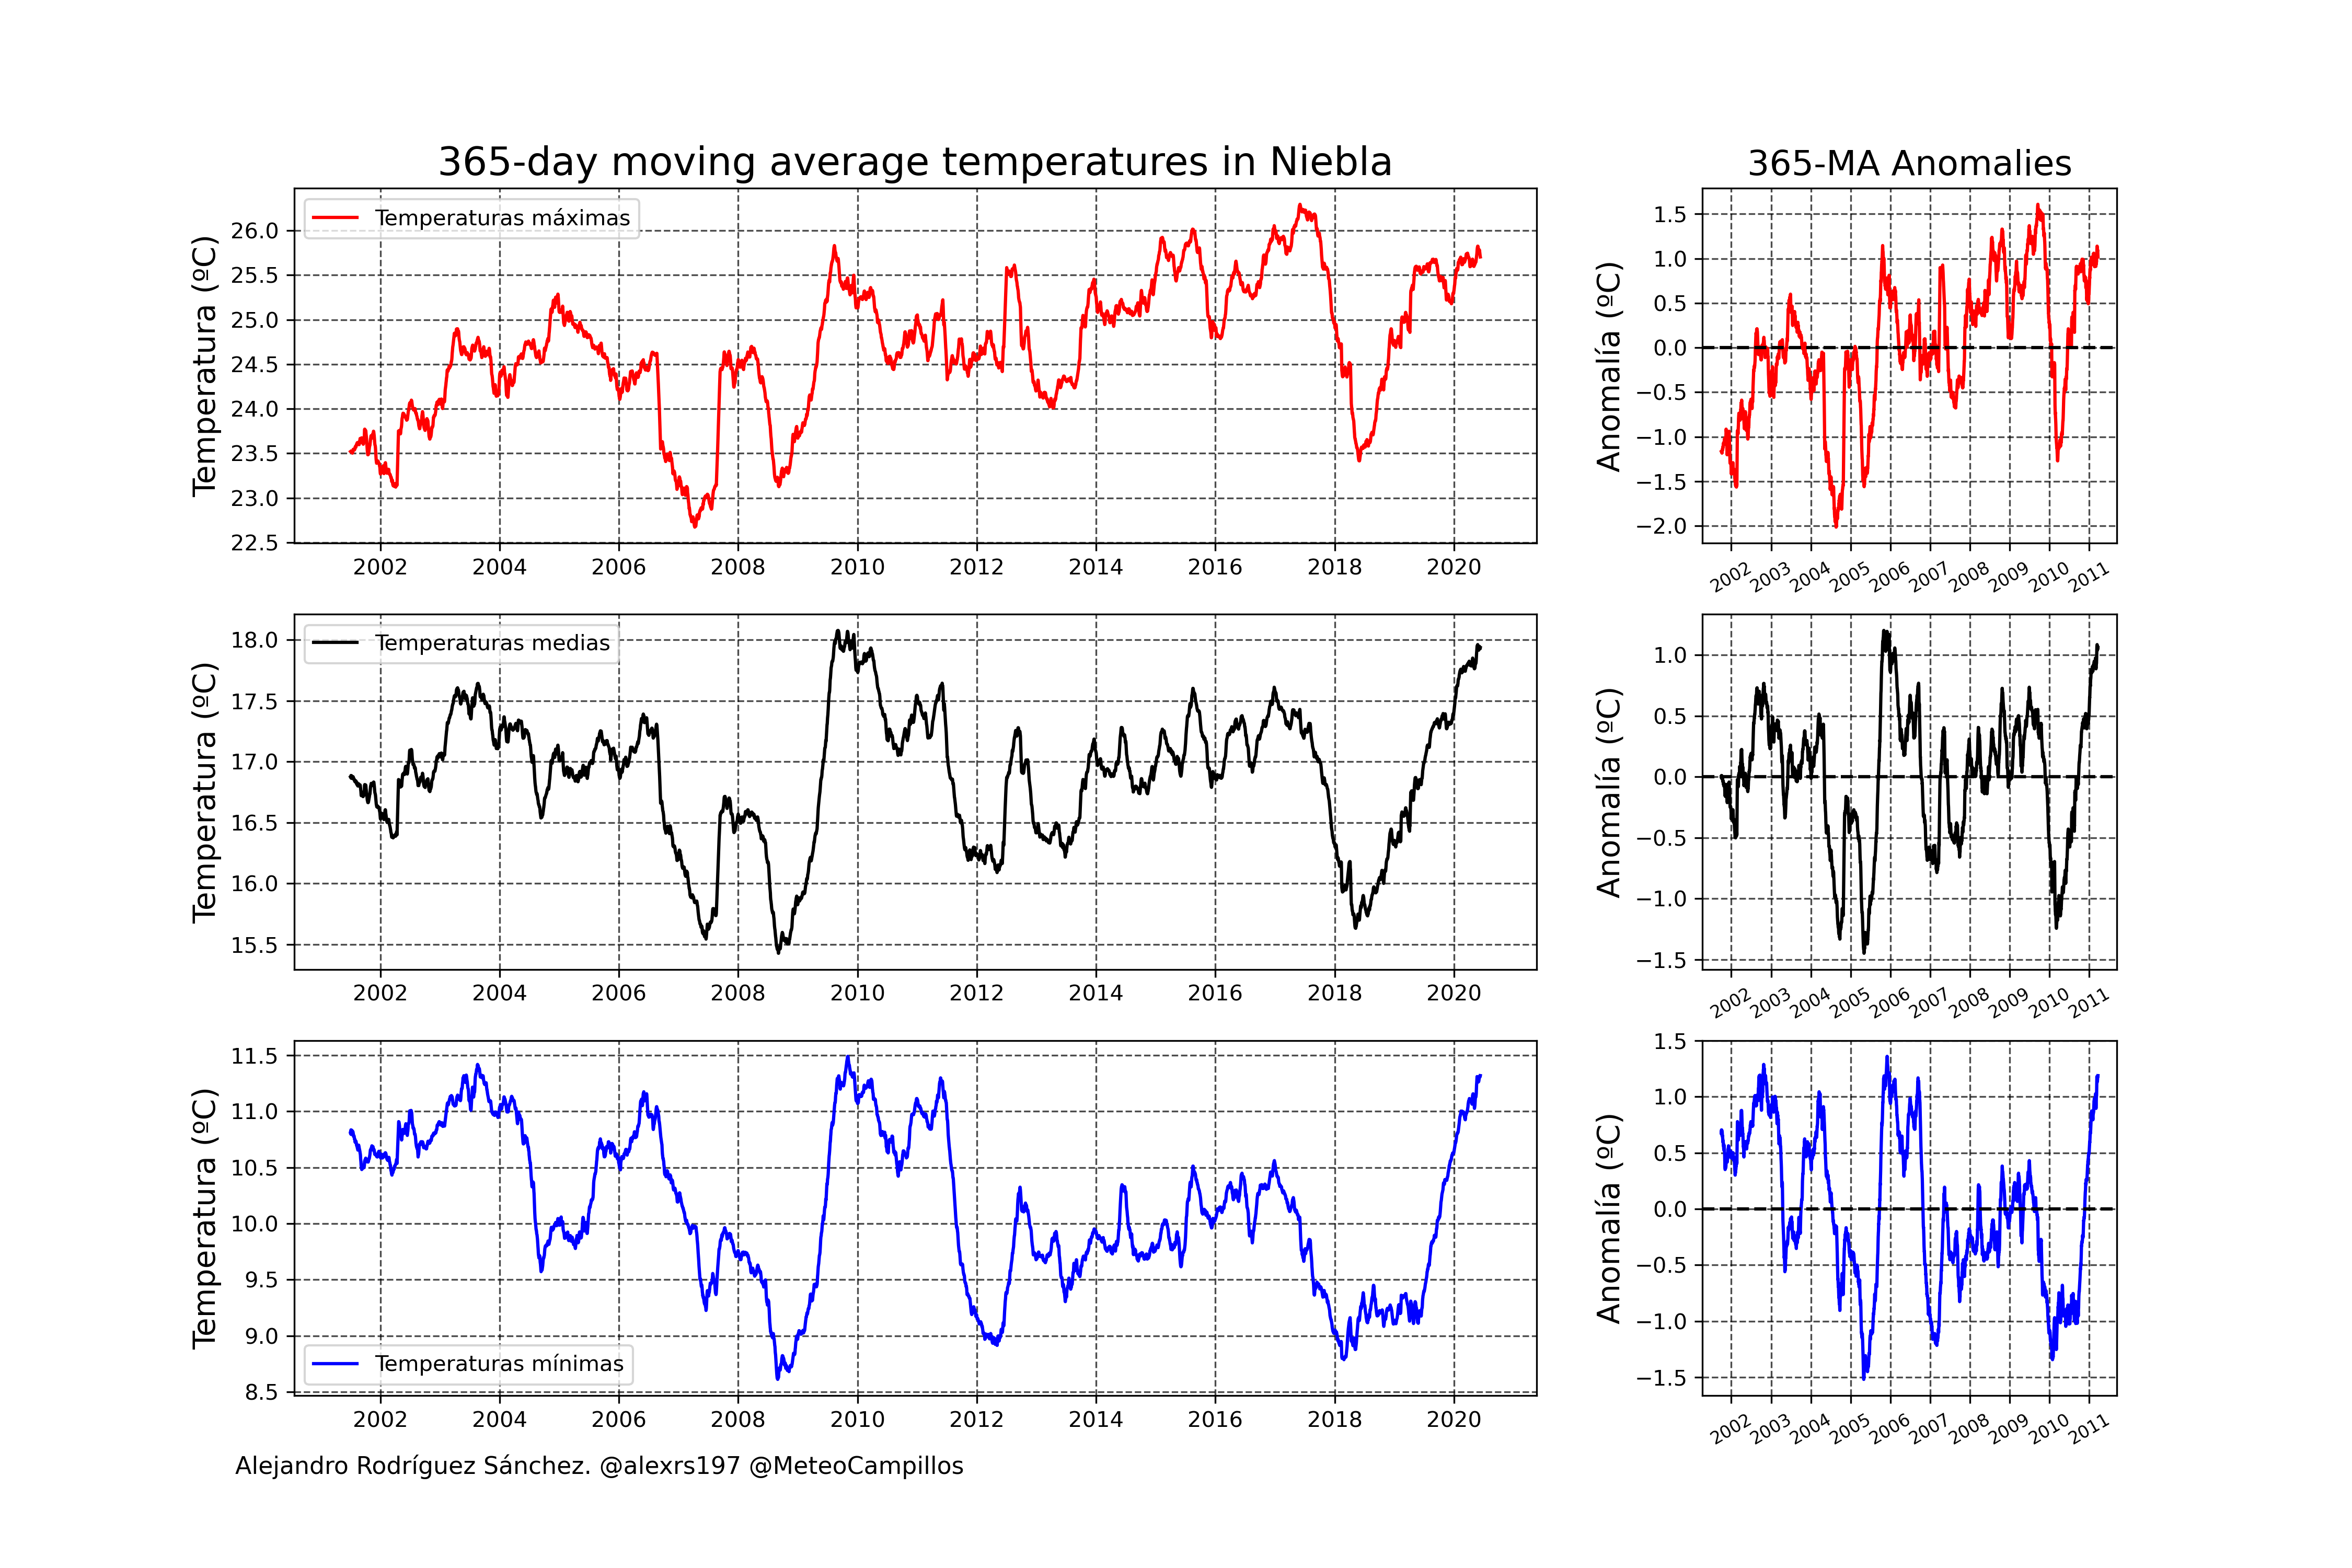 365-day moving average temperatures in Niebla
Temperatura (ºC)
26.0
25.5
25.0
24.5
24.0
23.5
23.0
22.5
Temperaturas máximas
2002 2004 2006 2008 2010 2012 2014 2016 2018 2020
365-MA Anomalies
Anomalía (ºC)
1.5
1.0
0.5
0.0
−0.5
−1.0
−1.5
−2.0
2002 2003 2004 2005 2006 2007 2008 2009 2010 2011
Temperatura (ºC)
18.0
17.5
17.0
16.5
16.0
15.5
Temperaturas medias
2002 2004 2006 2008 2010 2012 2014 2016 2018 2020
Anomalía (ºC)
1.0
0.5
0.0
−0.5
−1.0
−1.5
2002 2003 2004 2005 2006 2007 2008 2009 2010 2011
Temperatura (ºC)
11.5
11.0
10.5
10.0
9.5
9.0
8.5
Temperaturas mínimas
2002 2004 2006 2008 2010 2012 2014 2016 2018 2020
Anomalía (ºC)
1.5
1.0
0.5
0.0
−0.5
−1.0
−1.5
2002 2003 2004 2005 2006 2007 2008 2009 2010 2011
Alejandro Rodríguez Sánchez. @alexrs197 @MeteoCampillos